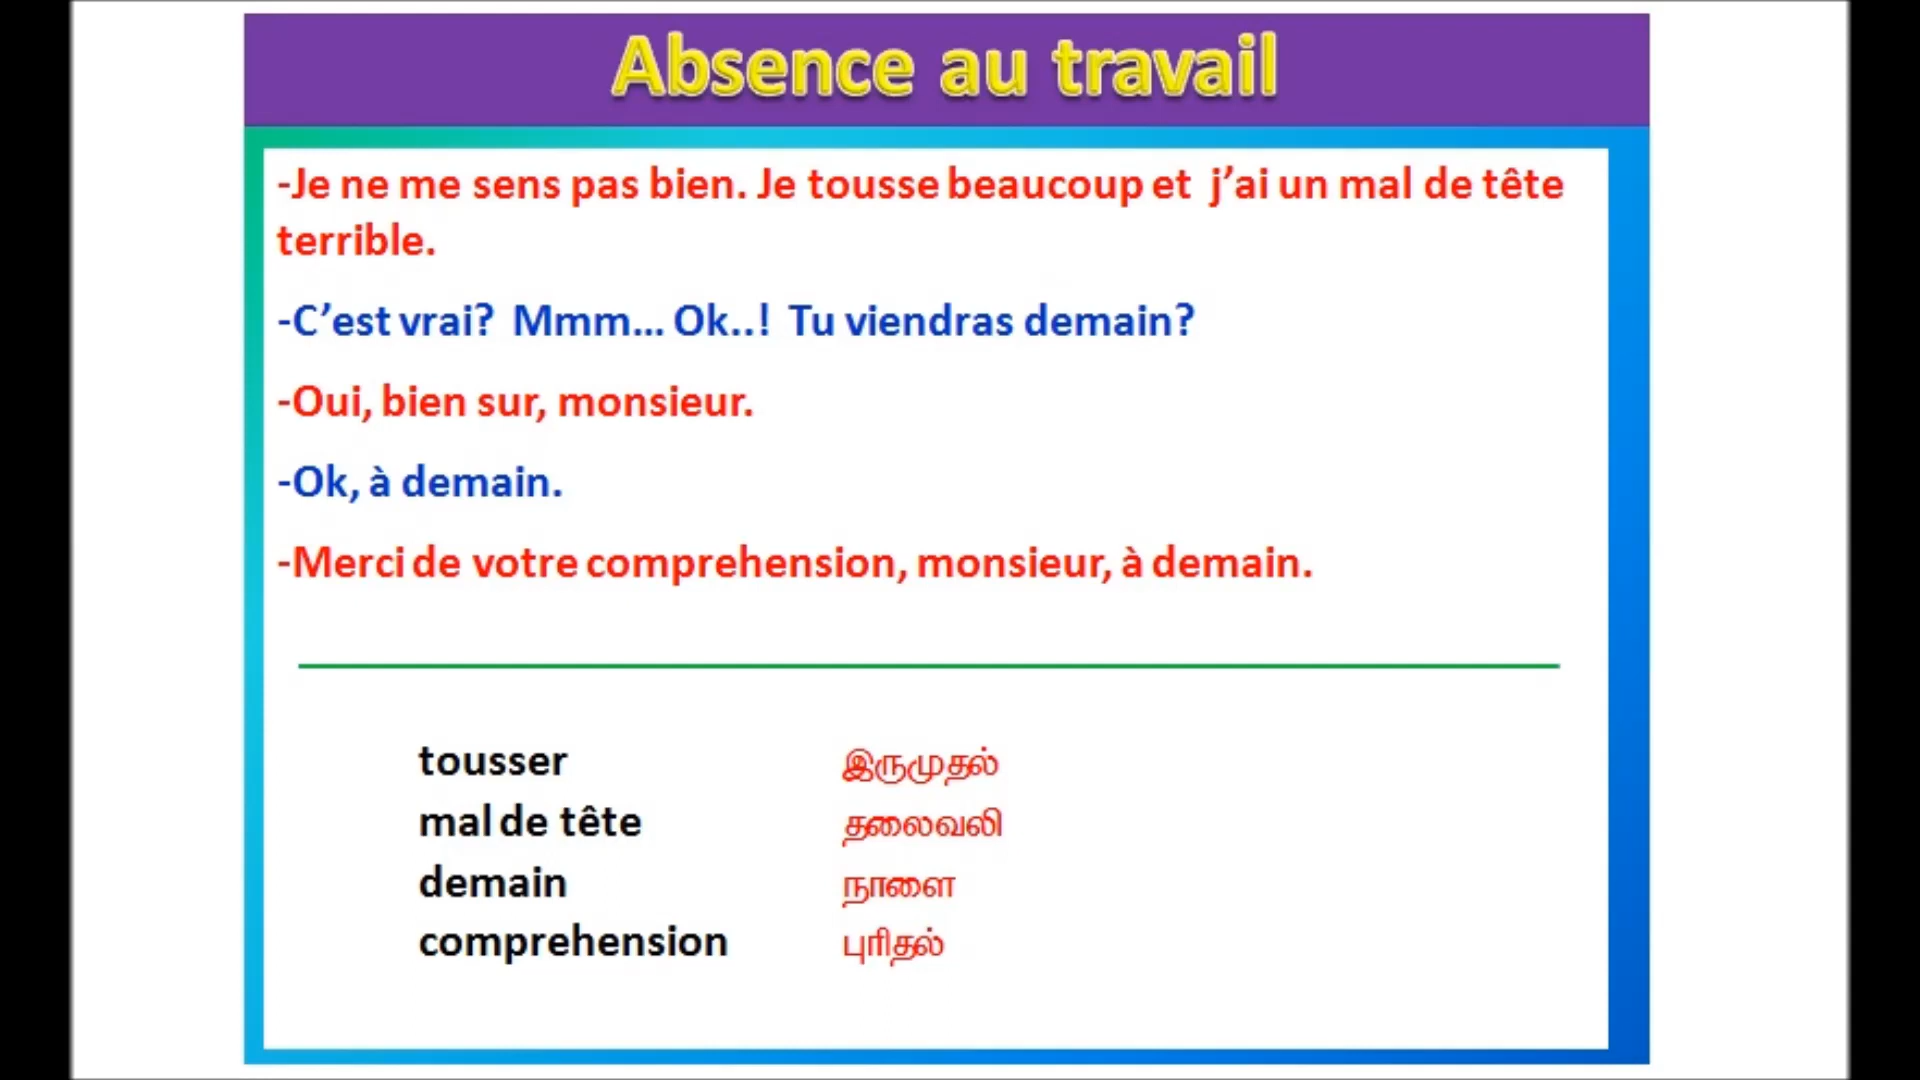 Absence au travail
-Je ne me sens pas bien. Je tousse beaucoup et j’ai un mal de tête
terrible.
-C’est vrai? Mmm... Ok..! Tu viendras demain?
-Oui, bien sur, monsieur.
-Ok, à demain.
-Merci de votre comprehension, monsieur, à demain.
tousser இருமுதல்
mal de tête தலைவலி
demain நாளை
comprehension புரிதல்